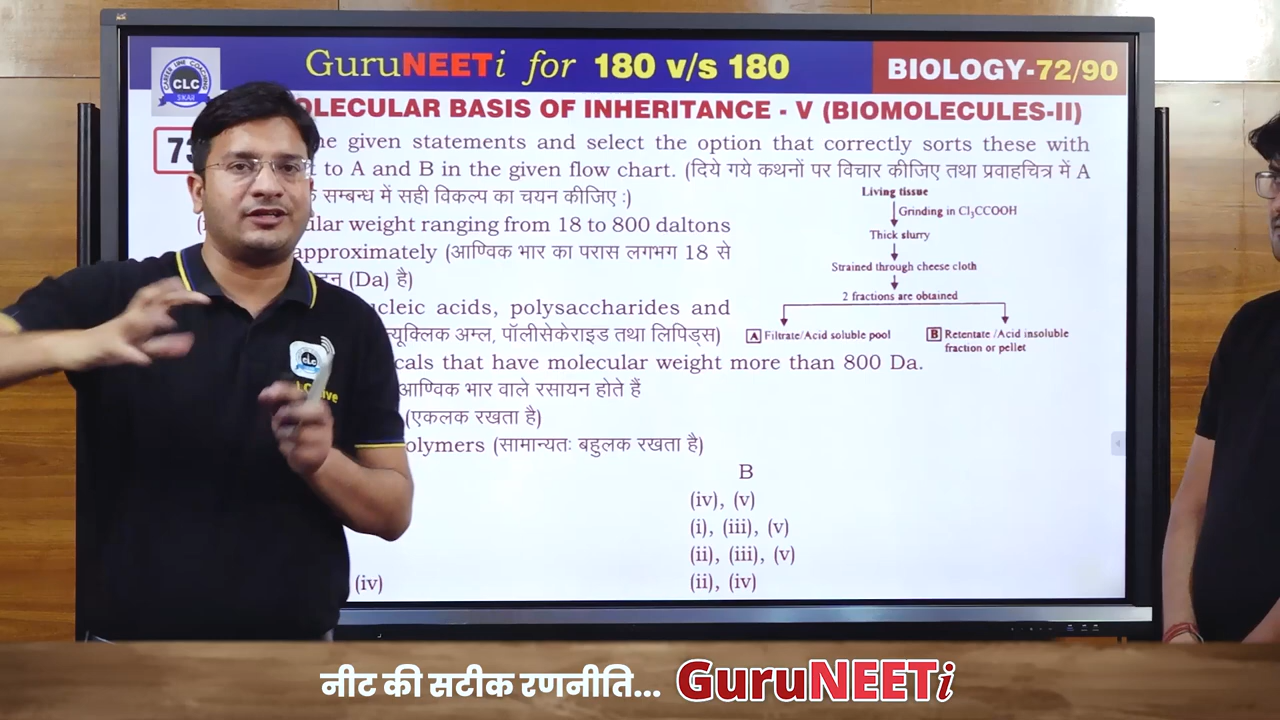 GuruNEETi for 180 v/s 180
BIOLOGY-72/90
CLC
SIKAR
OLECULAR BASIS OF INHERITANCE - V (BIOMOLECULES-II)
given statements and select the option that correctly sorts these with
to A and B in the given flow chart. (दिये गये कथनों पर विचार कीजिए तथा प्रवाहचित्र में A
सम्बन्ध में सही विकल्प का चयन कीजिए :)
weight ranging from 18 to 800 daltons
approximately (आण्विक भार का परास लगभग 18 से
(Da) है)
acids, polysaccharides and
अम्ल, पॉलीसेकेराइड तथा लिपिड्स)
that have molecular weight more than 800 Da.
आण्विक भार वाले रसायन होते हैं
(एकलक रखता है)
olymers (सामान्यतः बहुलक रखता है)
Living tissue
Grinding in Cl₃CCOOH
Thick slurry
Strained through cheese cloth
2 fractions are obtained
A Filtrate/Acid soluble pool
B Retentate /Acid insoluble
fraction or pellet
B
(iv), (v)
(i), (iii), (v)
(ii), (iii), (v)
(iv) (ii), (iv)
नीट की सटीक रणनीति... GuruNEETi